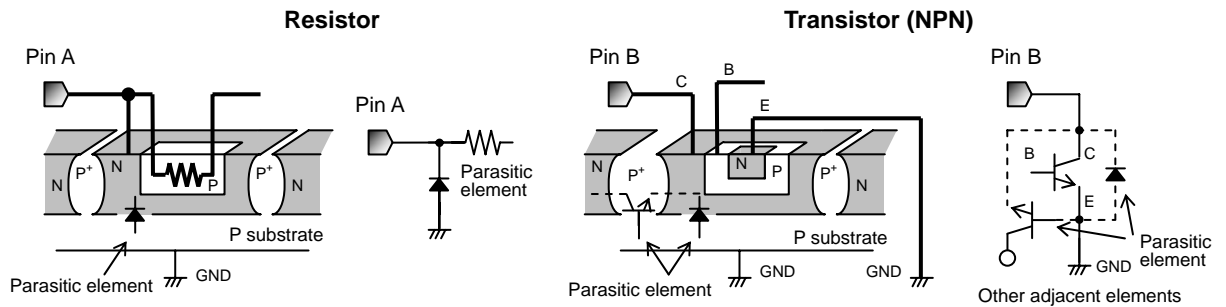 Resistor
Transistor (NPN)
Pin A
Pin A
N
N
P+
P
P+
N
Parasitic
element
P substrate
Parasitic element
GND
Pin B
C
B
E
N
P+
N
P
P+
N
N
P substrate
Parasitic element
GND
GND
Pin B
B
C
E
Parasitic
element
GND
Other adjacent elements